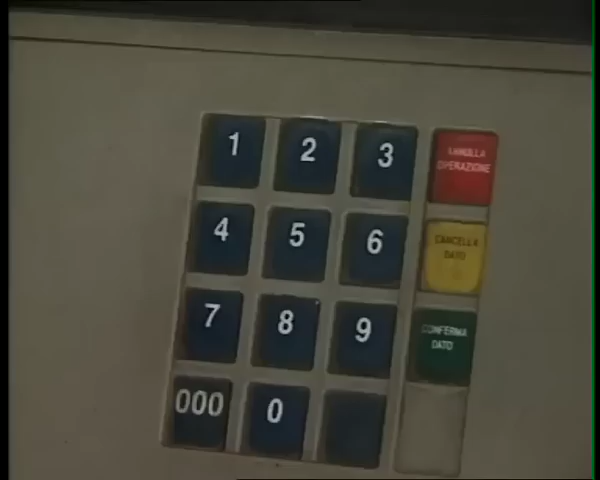 1 2 3
ANNULLA
OPERAZIONE
4 5 6
CANCELLA
DATO
7 8 9
CONFERMA
DATO
000 0